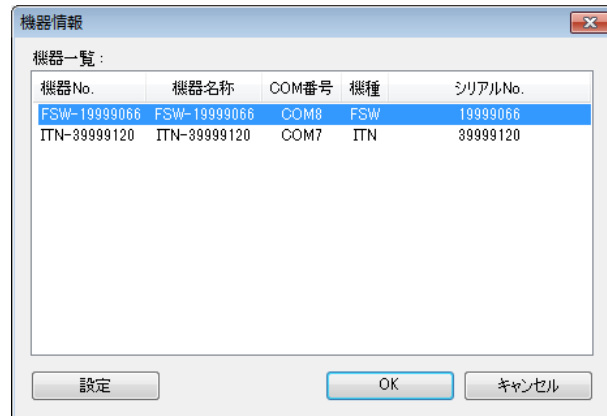 機器情報
機器一覧：
機器No. 機器名称 COM番号 機種 シリアルNo.
FSW-19999066 FSW-19999066 COM8 FSW 19999066
ITN-39999120 ITN-39999120 COM7 ITN 39999120
設定 OK キャンセル